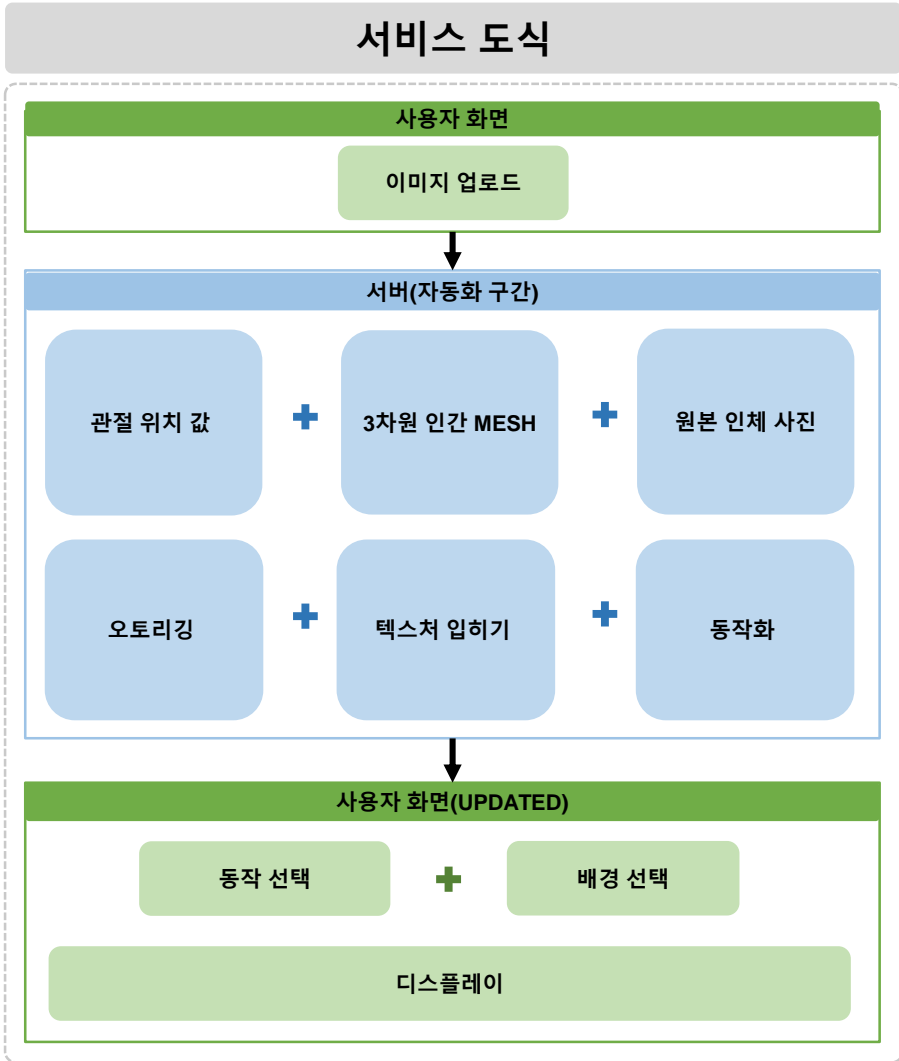 서비스 도식
사용자 화면
이미지 업로드
서버(자동화 구간)
관절 위치 값
3차원 인간 MESH
원본 인체 사진
오토리깅
텍스처 입히기
동작화
사용자 화면(UPDATED)
동작 선택
배경 선택
디스플레이